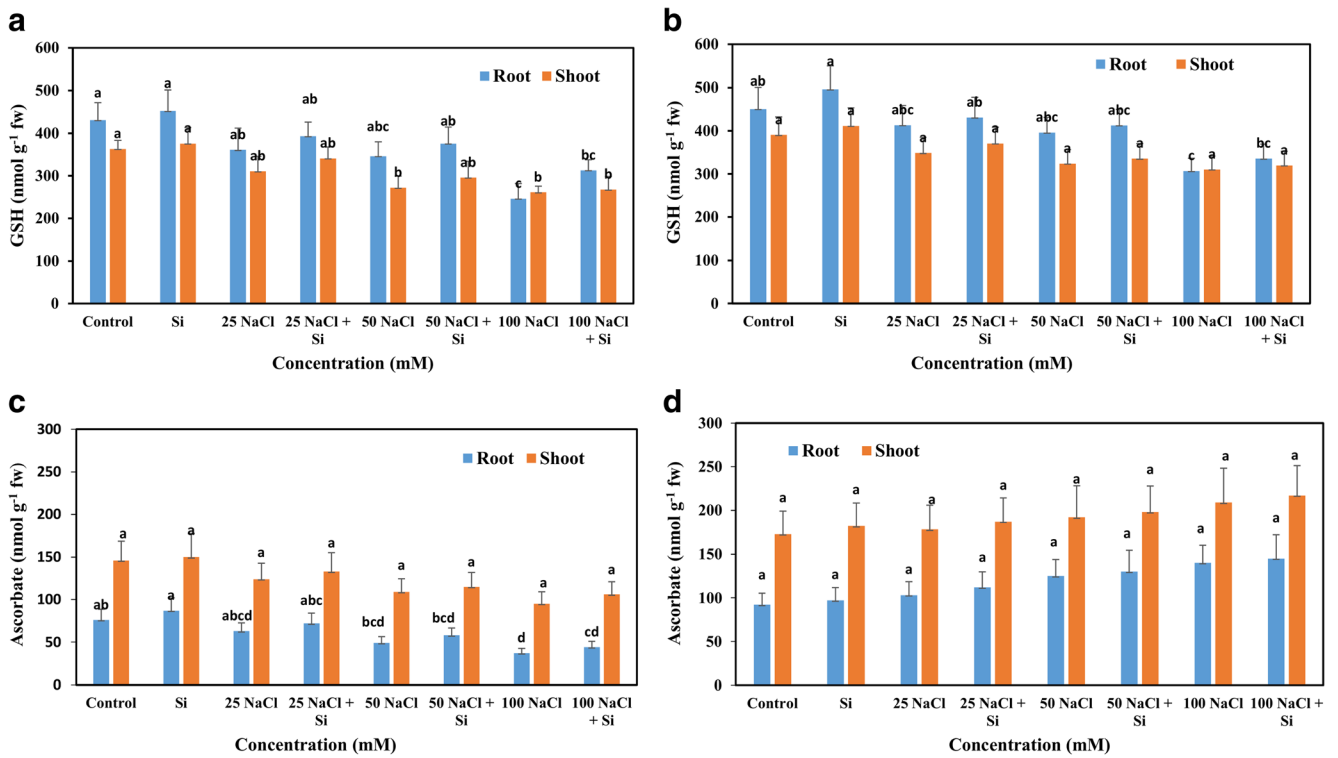 a
GSH (nmol g-1 fw)
600
500
400
300
200
100
0
Root Shoot
a a ab ab abc ab c bc
a a ab ab b ab b b
Control Si 25 NaCl 25 NaCl + Si 50 NaCl 50 NaCl + Si 100 NaCl 100 NaCl + Si
Concentration (mM)
b
GSH (nmol g-1 fw)
600
500
400
300
200
100
0
Root Shoot
ab a abc ab abc abc c bc
a a a a a a a a
Control Si 25 NaCl 25 NaCl + Si 50 NaCl 50 NaCl + Si 100 NaCl 100 NaCl + Si
Concentration (mM)
c
Ascorbate (nmol g-1 fw)
300
250
200
150
100
50
0
Root Shoot
a a a a a a a a
ab a abcd abc bcd bcd d cd
Control Si 25 NaCl 25 NaCl + Si 50 NaCl 50 NaCl + Si 100 NaCl 100 NaCl + Si
Concentration (mM)
d
Ascorbate (nmol g-1 fw)
300
250
200
150
100
50
0
Root Shoot
a a a a a a a a
a a a a a a a a
Control Si 25 NaCl 25 NaCl + Si 50 NaCl 50 NaCl + Si 100 NaCl 100 NaCl + Si
Concentration (mM)